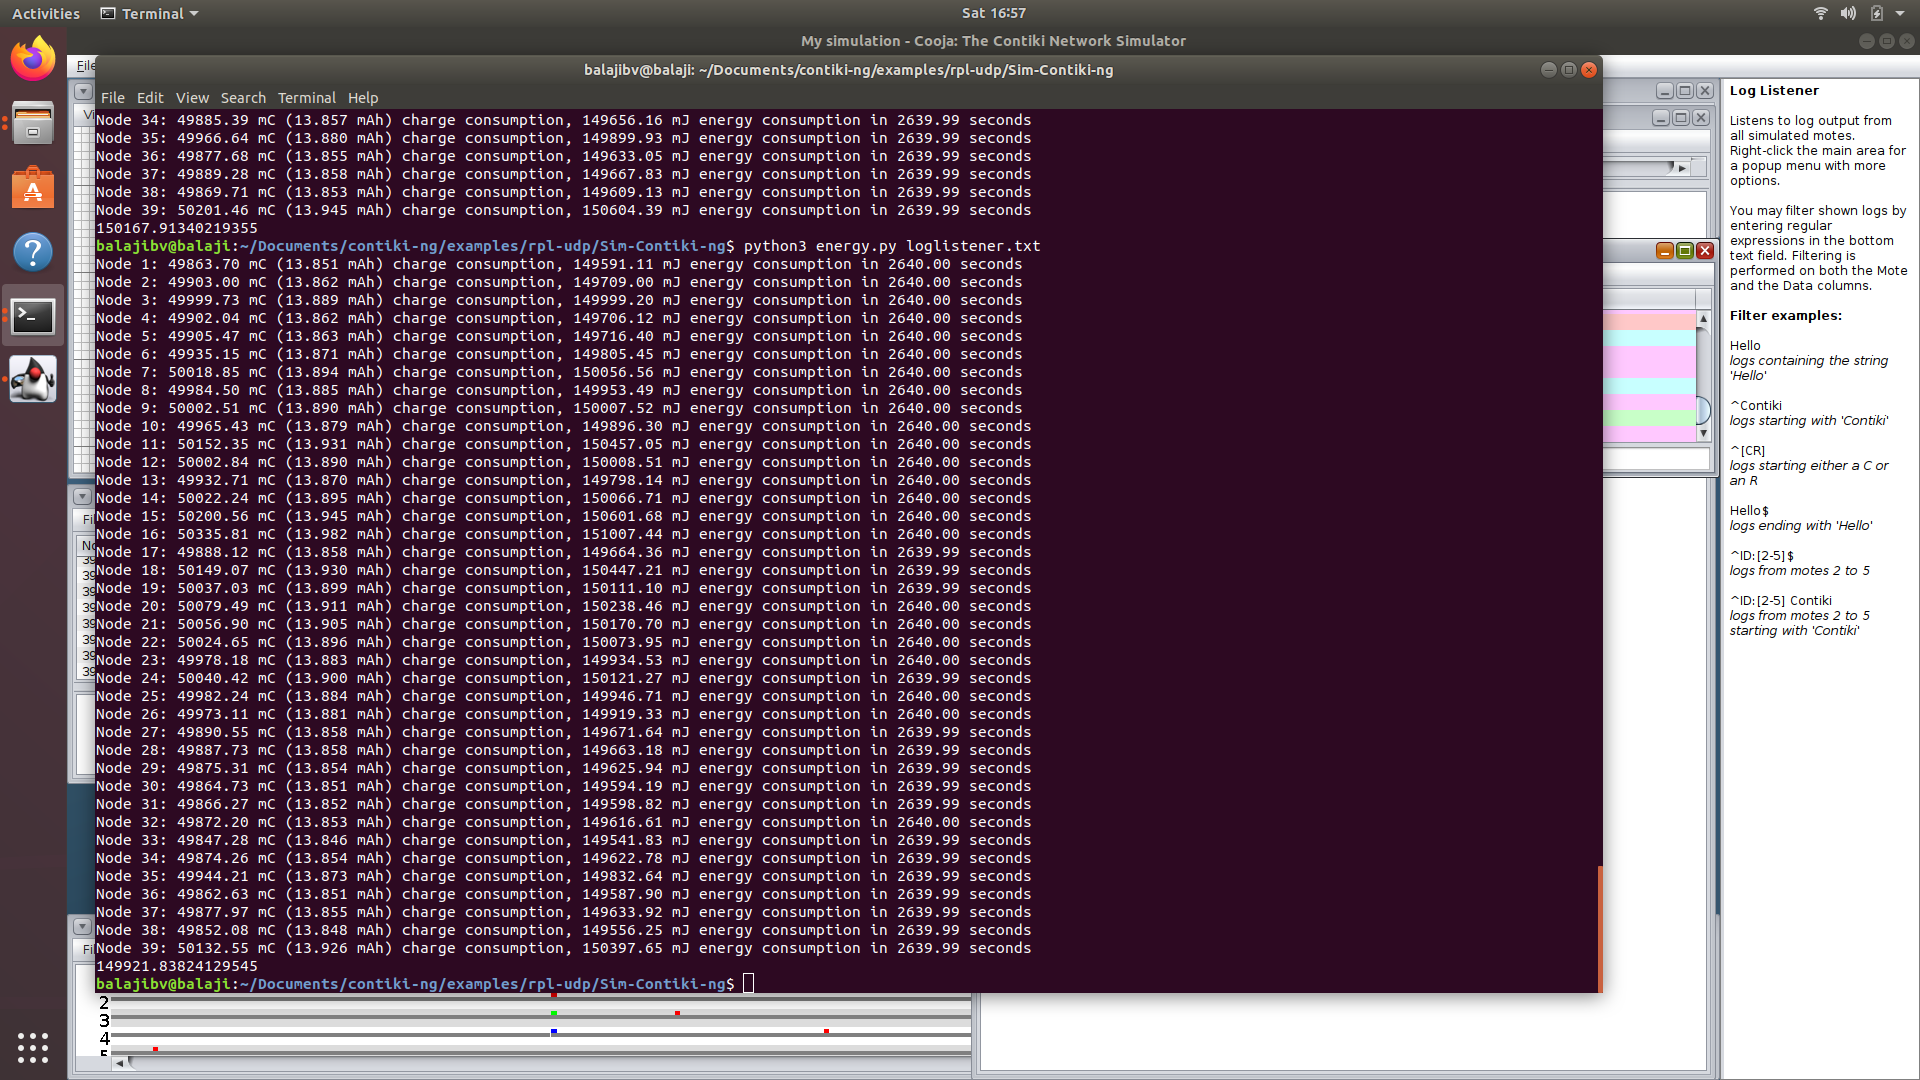 Activities
Terminal
Sat 16:57
My simulation - Cooja: The Contiki Network Simulator
File
balajibv@balaji: ~/Documents/contiki-ng/examples/rpl-udp/Sim-Contiki-ng
File Edit View Search Terminal Help
Node 34: 49885.39 mC (13.857 mAh) charge consumption, 149656.16 mJ energy consumption in 2639.99 seconds
Node 35: 49966.64 mC (13.880 mAh) charge consumption, 149899.93 mJ energy consumption in 2639.99 seconds
Node 36: 49877.68 mC (13.855 mAh) charge consumption, 149633.05 mJ energy consumption in 2639.99 seconds
Node 37: 49889.28 mC (13.858 mAh) charge consumption, 149667.83 mJ energy consumption in 2639.99 seconds
Node 38: 49869.71 mC (13.853 mAh) charge consumption, 149609.13 mJ energy consumption in 2639.99 seconds
Node 39: 50201.46 mC (13.945 mAh) charge consumption, 150604.39 mJ energy consumption in 2639.99 seconds
150167.91340219355
balajibv@balaji:~/Documents/contiki-ng/examples/rpl-udp/Sim-Contiki-ng$ python3 energy.py loglistener.txt
Node 1: 49863.70 mC (13.851 mAh) charge consumption, 149591.11 mJ energy consumption in 2640.00 seconds
Node 2: 49903.00 mC (13.862 mAh) charge consumption, 149709.00 mJ energy consumption in 2640.00 seconds
Node 3: 49999.73 mC (13.889 mAh) charge consumption, 149999.20 mJ energy consumption in 2640.00 seconds
Node 4: 49902.04 mC (13.862 mAh) charge consumption, 149706.12 mJ energy consumption in 2640.00 seconds
Node 5: 49905.47 mC (13.863 mAh) charge consumption, 149716.40 mJ energy consumption in 2640.00 seconds
Node 6: 49935.15 mC (13.871 mAh) charge consumption, 149805.45 mJ energy consumption in 2640.00 seconds
Node 7: 50018.85 mC (13.894 mAh) charge consumption, 150056.56 mJ energy consumption in 2640.00 seconds
Node 8: 49984.50 mC (13.885 mAh) charge consumption, 149953.49 mJ energy consumption in 2640.00 seconds
Node 9: 50002.51 mC (13.890 mAh) charge consumption, 150007.52 mJ energy consumption in 2640.00 seconds
Node 10: 49965.43 mC (13.879 mAh) charge consumption, 149896.30 mJ energy consumption in 2640.00 seconds
Node 11: 50152.35 mC (13.931 mAh) charge consumption, 150457.05 mJ energy consumption in 2640.00 seconds
Node 12: 50002.84 mC (13.890 mAh) charge consumption, 150008.51 mJ energy consumption in 2640.00 seconds
Node 13: 49932.71 mC (13.870 mAh) charge consumption, 149798.14 mJ energy consumption in 2640.00 seconds
Node 14: 50022.24 mC (13.895 mAh) charge consumption, 150066.71 mJ energy consumption in 2640.00 seconds
Node 15: 50200.56 mC (13.945 mAh) charge consumption, 150601.68 mJ energy consumption in 2640.00 seconds
Node 16: 50335.81 mC (13.982 mAh) charge consumption, 151007.44 mJ energy consumption in 2640.00 seconds
Node 17: 49888.12 mC (13.858 mAh) charge consumption, 149664.36 mJ energy consumption in 2639.99 seconds
Node 18: 50149.07 mC (13.930 mAh) charge consumption, 150447.21 mJ energy consumption in 2639.99 seconds
Node 19: 50037.03 mC (13.899 mAh) charge consumption, 150111.10 mJ energy consumption in 2639.99 seconds
Node 20: 50079.49 mC (13.911 mAh) charge consumption, 150238.46 mJ energy consumption in 2640.00 seconds
Node 21: 50056.90 mC (13.905 mAh) charge consumption, 150170.70 mJ energy consumption in 2640.00 seconds
Node 22: 50024.65 mC (13.896 mAh) charge consumption, 150073.95 mJ energy consumption in 2640.00 seconds
Node 23: 49978.18 mC (13.883 mAh) charge consumption, 149934.53 mJ energy consumption in 2640.00 seconds
Node 24: 50040.42 mC (13.900 mAh) charge consumption, 150121.27 mJ energy consumption in 2639.99 seconds
Node 25: 49982.24 mC (13.884 mAh) charge consumption, 149946.71 mJ energy consumption in 2640.00 seconds
Node 26: 49973.11 mC (13.881 mAh) charge consumption, 149919.33 mJ energy consumption in 2640.00 seconds
Node 27: 49890.55 mC (13.858 mAh) charge consumption, 149671.64 mJ energy consumption in 2639.99 seconds
Node 28: 49887.73 mC (13.858 mAh) charge consumption, 149663.18 mJ energy consumption in 2639.99 seconds
Node 29: 49875.31 mC (13.854 mAh) charge consumption, 149625.94 mJ energy consumption in 2639.99 seconds
Node 30: 49864.73 mC (13.851 mAh) charge consumption, 149594.19 mJ energy consumption in 2639.99 seconds
Node 31: 49866.27 mC (13.852 mAh) charge consumption, 149598.82 mJ energy consumption in 2639.99 seconds
Node 32: 49872.20 mC (13.853 mAh) charge consumption, 149616.61 mJ energy consumption in 2640.00 seconds
Node 33: 49847.28 mC (13.846 mAh) charge consumption, 149541.83 mJ energy consumption in 2639.99 seconds
Node 34: 49874.26 mC (13.854 mAh) charge consumption, 149622.78 mJ energy consumption in 2639.99 seconds
Node 35: 49944.21 mC (13.873 mAh) charge consumption, 149832.64 mJ energy consumption in 2639.99 seconds
Node 36: 49862.63 mC (13.851 mAh) charge consumption, 149587.90 mJ energy consumption in 2639.99 seconds
Node 37: 49877.97 mC (13.855 mAh) charge consumption, 149633.92 mJ energy consumption in 2639.99 seconds
Node 38: 49852.08 mC (13.848 mAh) charge consumption, 149556.25 mJ energy consumption in 2639.99 seconds
Node 39: 50132.55 mC (13.926 mAh) charge consumption, 150397.65 mJ energy consumption in 2639.99 seconds
149921.83824129545
balajibv@balaji:~/Documents/contiki-ng/examples/rpl-udp/Sim-Contiki-ng$
2
3
4
Log Listener
Listens to log output from
all simulated motes.
Right-click the main area for
a popup menu with more
options.
You may filter shown logs by
entering regular
expressions in the bottom
text field. Filtering is
performed on both the Mote
and the Data columns.
Filter examples:
Hello
logs containing the string
'Hello'
^Contiki
logs starting with 'Contiki'
^[CR]
logs starting either a C or
an R
Hello$
logs ending with 'Hello'
^ID:[2-5]$
logs from motes 2 to 5
^ID:[2-5] Contiki
logs from motes 2 to 5
starting with 'Contiki'